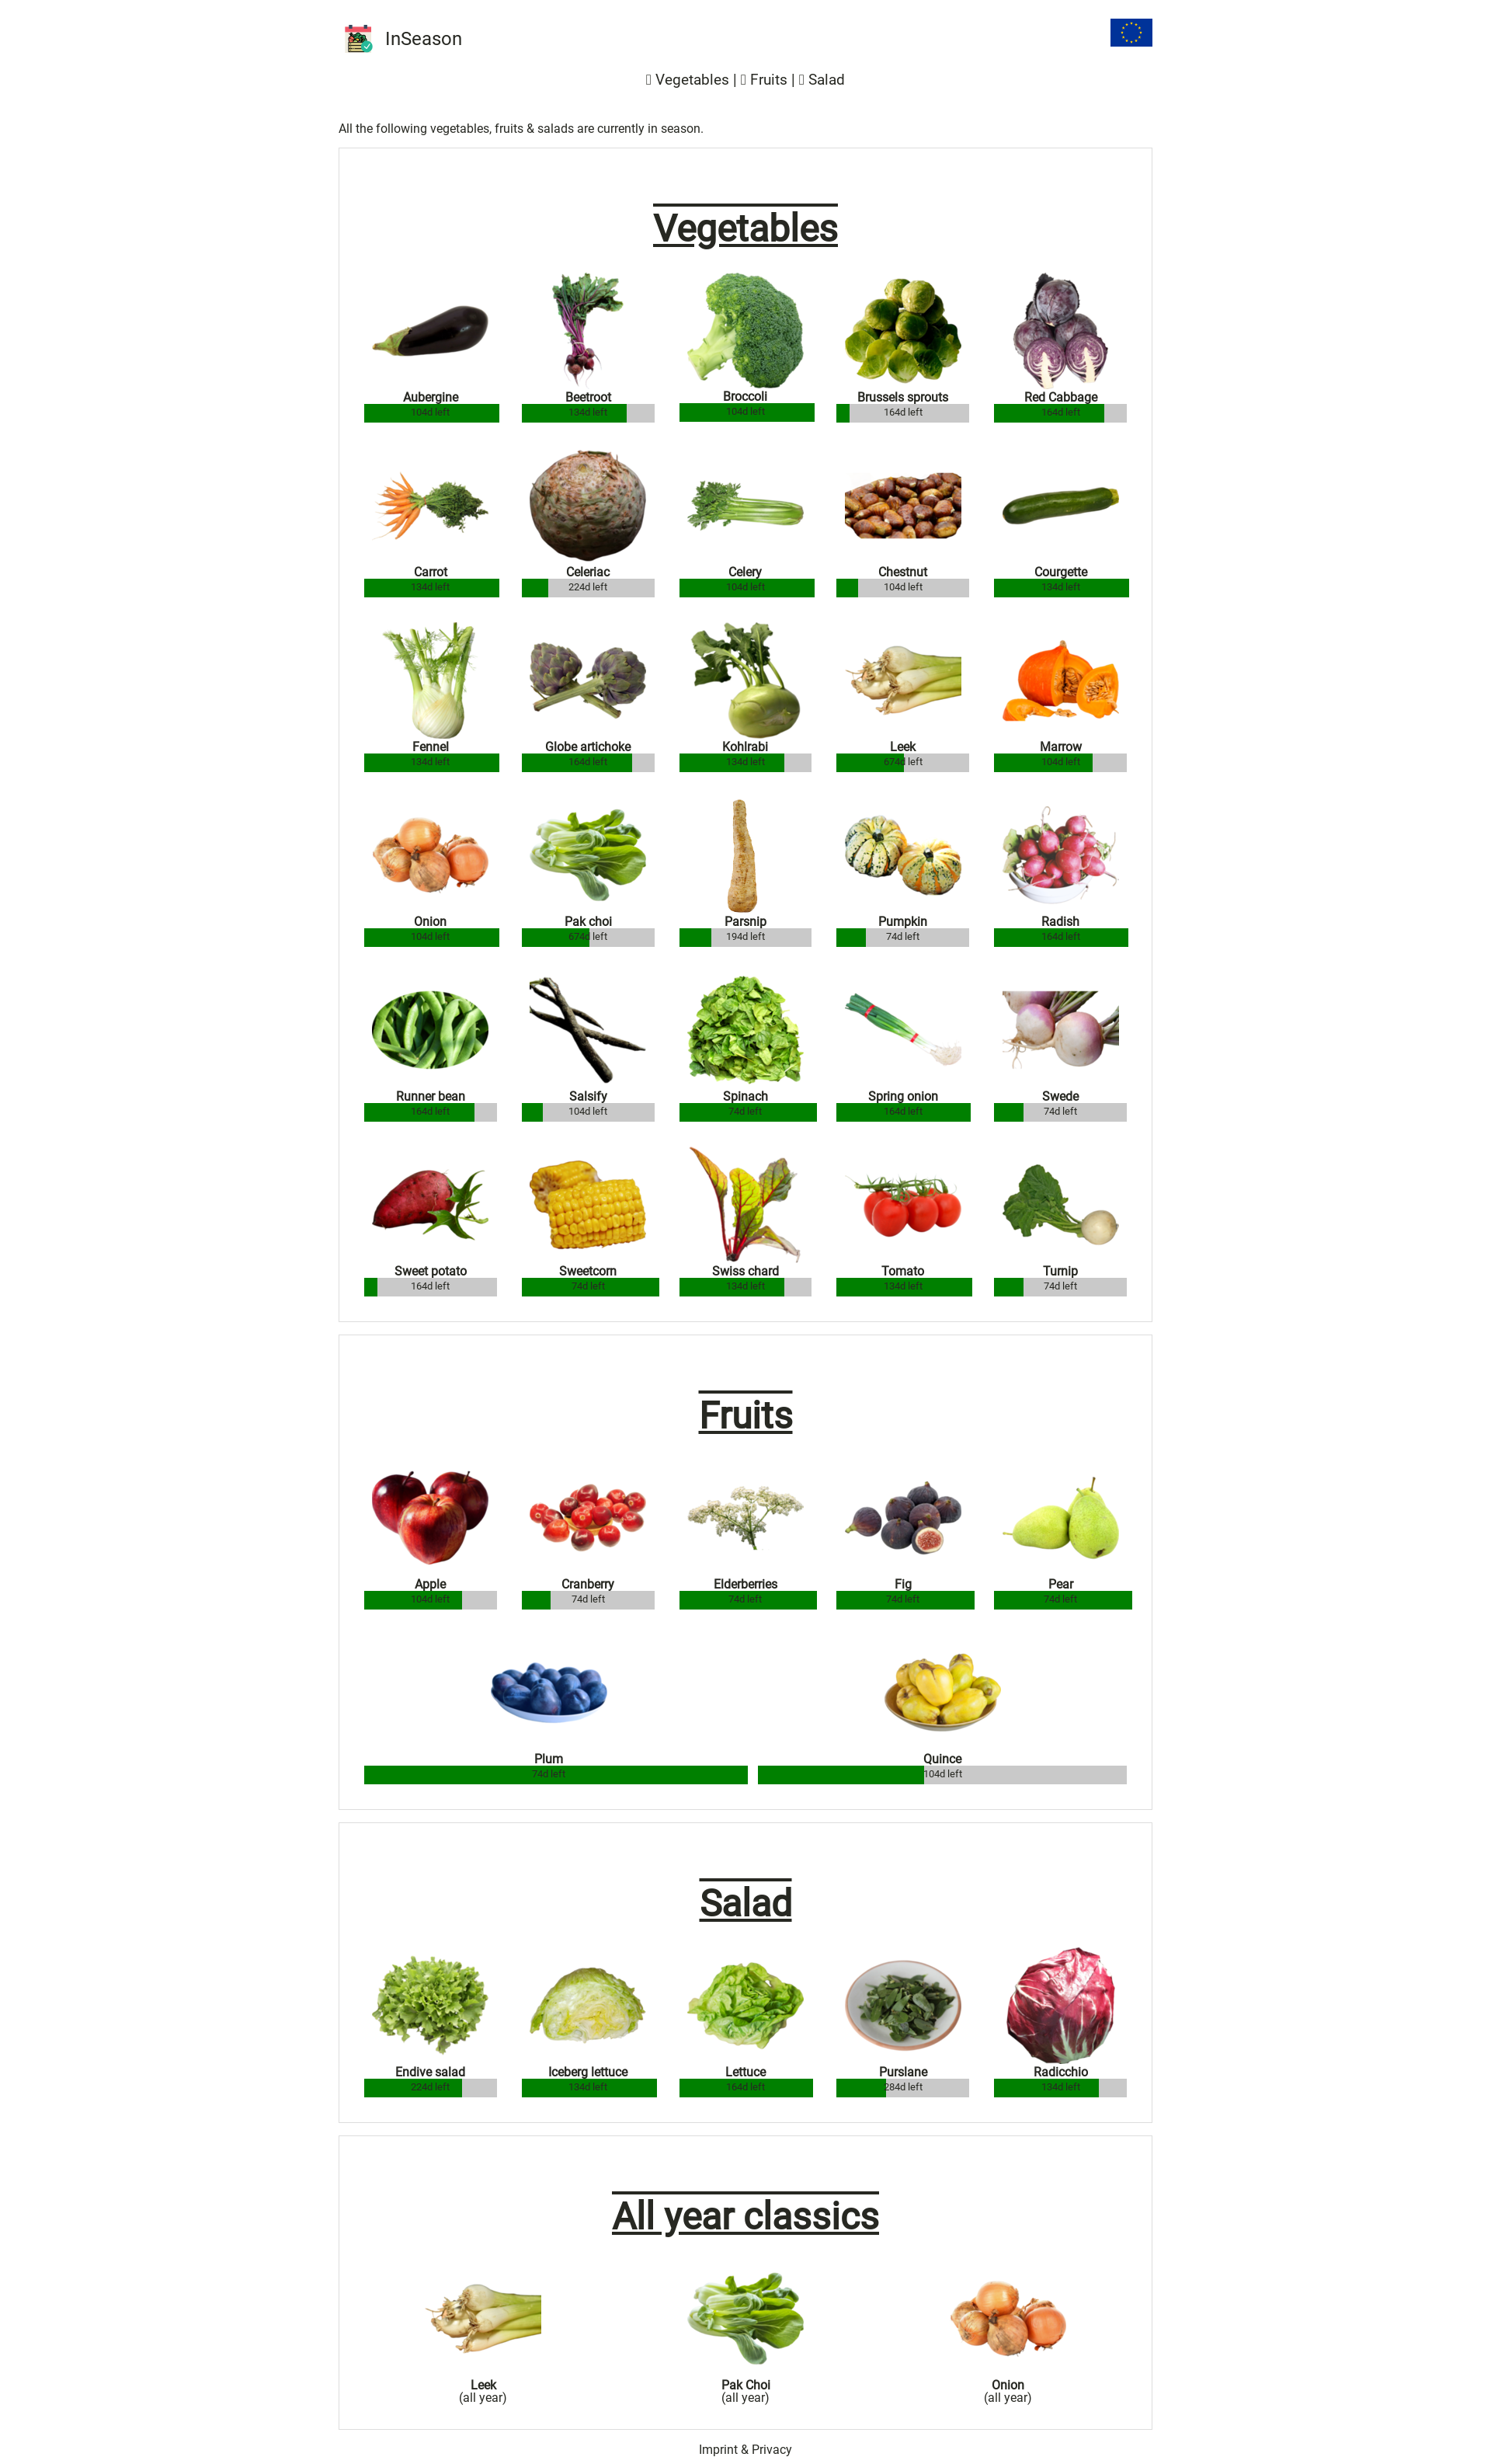 InSeason
Vegetables | Fruits | Salad
All the following vegetables, fruits & salads are currently in season.
Vegetables
Aubergine
104d left
Beetroot
134d left
Broccoli
104d left
Brussels sprouts
164d left
Red Cabbage
164d left
Carrot
134d left
Celeriac
224d left
Celery
104d left
Chestnut
104d left
Courgette
134d left
Fennel
134d left
Globe artichoke
164d left
Kohlrabi
134d left
Leek
674d left
Marrow
104d left
Onion
104d left
Pak choi
674d left
Parsnip
194d left
Pumpkin
74d left
Radish
164d left
Runner bean
164d left
Salsify
104d left
Spinach
74d left
Spring onion
164d left
Swede
74d left
Sweet potato
164d left
Sweetcorn
74d left
Swiss chard
134d left
Tomato
134d left
Turnip
74d left
Fruits
Apple
104d left
Cranberry
74d left
Elderberries
74d left
Fig
74d left
Pear
74d left
Plum
74d left
Quince
104d left
Salad
Endive salad
224d left
Iceberg lettuce
134d left
Lettuce
164d left
Purslane
284d left
Radicchio
134d left
All year classics
Leek
(all year)
Pak Choi
(all year)
Onion
(all year)
Imprint & Privacy